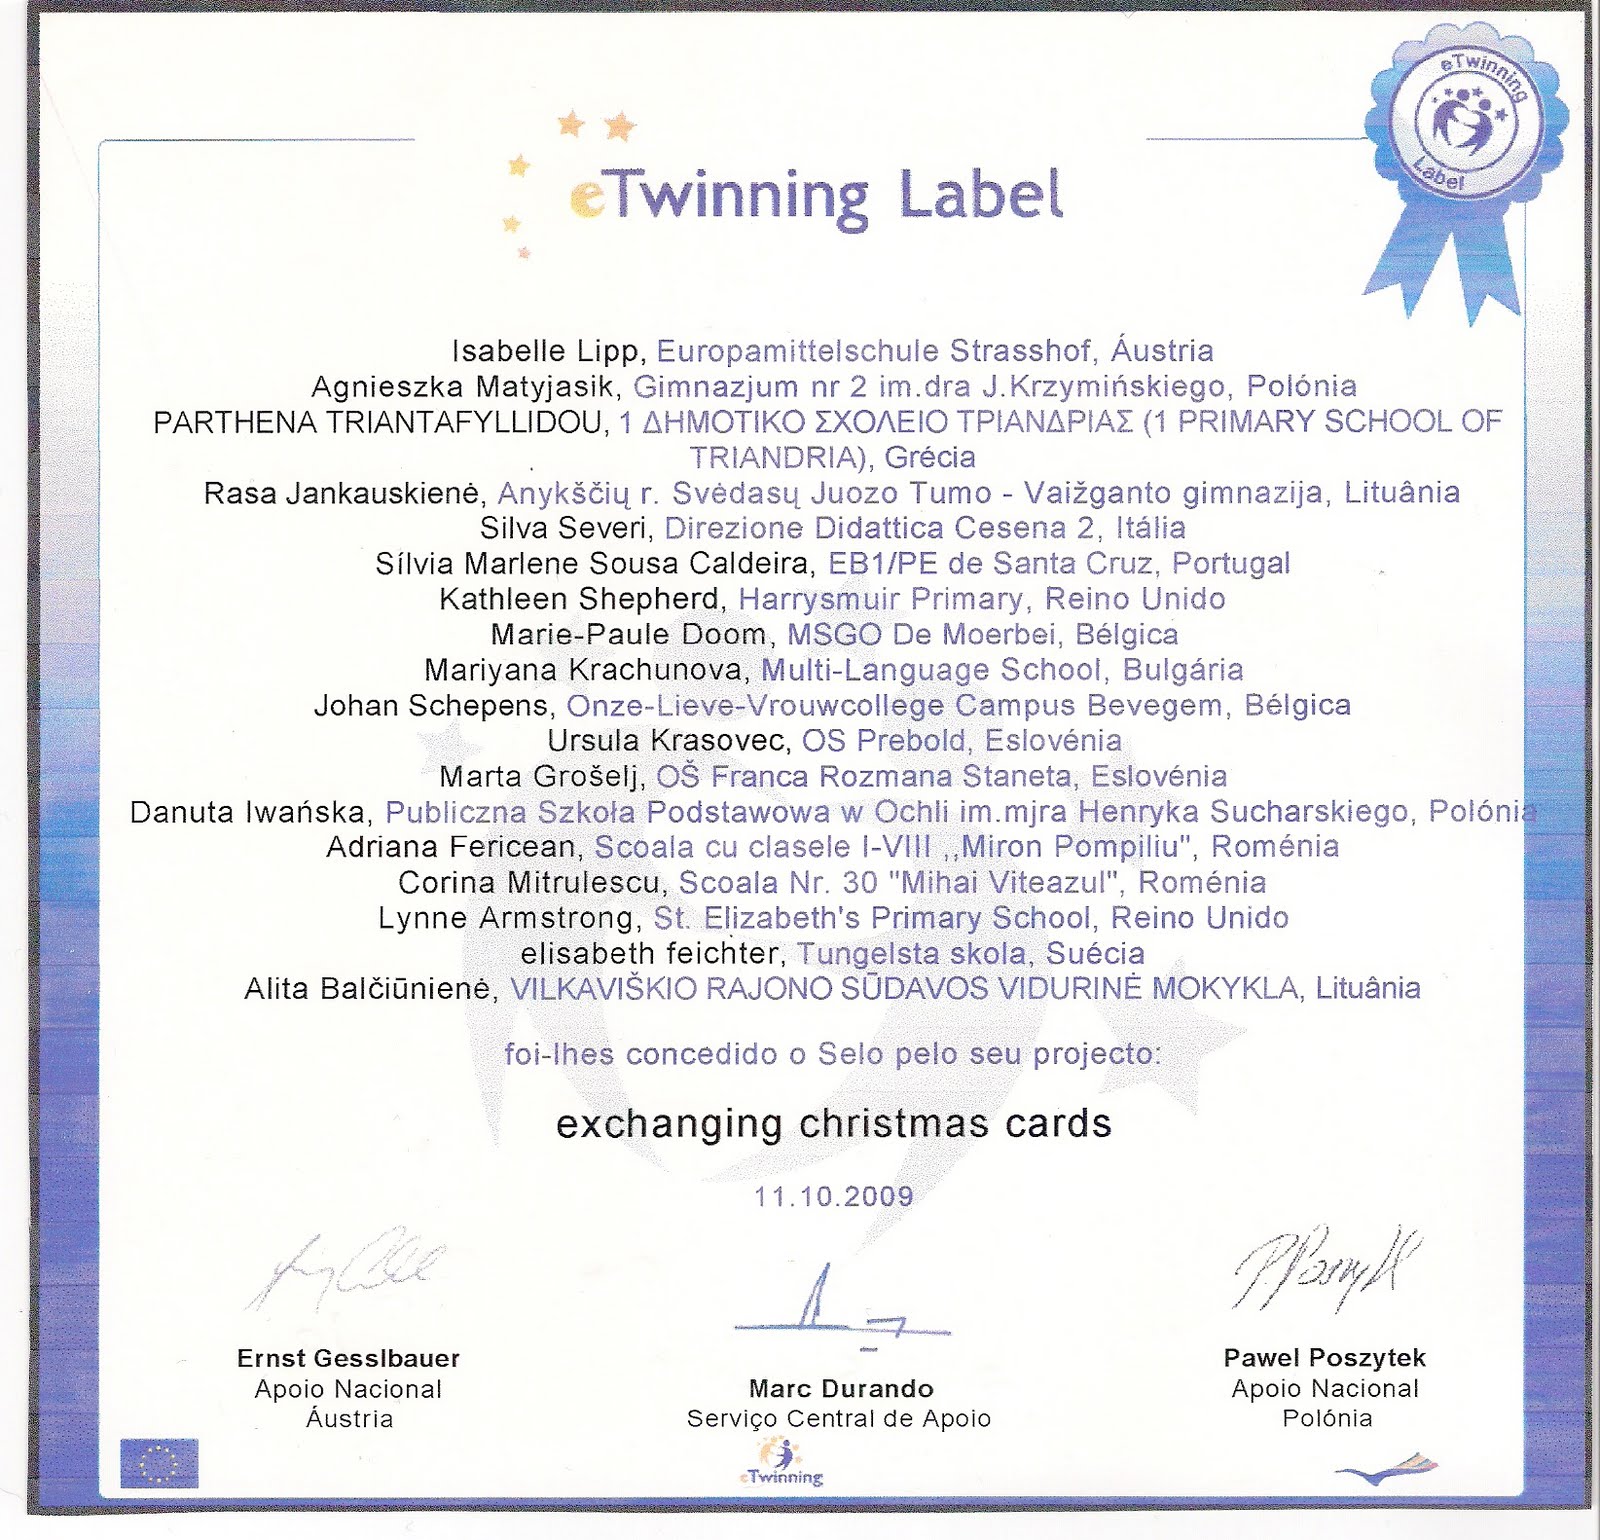 eTwinning
Label
eTwinning Label
Isabelle Lipp, Europamittelschule Strasshof, Áustria
Agnieszka Matyjasik, Gimnazjum nr 2 im.dra J.Krzymińskiego, Polónia
PARTHENA TRIANTAFYLLIDOU, 1 ΔΗΜΟΤΙΚΟ ΣΧΟΛΕΙΟ ΤΡΙΑΝΔΡΙΑΣ (1 PRIMARY SCHOOL OF
TRIANDRIA), Grécia
Rasa Jankauskienė, Anykščių r. Svėdasų Juozo Tumo - Vaižganto gimnazija, Lituânia
Silva Severi, Direzione Didattica Cesena 2, Itália
Sílvia Marlene Sousa Caldeira, EB1/PE de Santa Cruz, Portugal
Kathleen Shepherd, Harrysmuir Primary, Reino Unido
Marie-Paule Doom, MSGO De Moerbei, Bélgica
Mariyana Krachunova, Multi-Language School, Bulgária
Johan Schepens, Onze-Lieve-Vrouwcollege Campus Bevegem, Bélgica
Ursula Krasovec, OS Prebold, Eslovénia
Marta Grošelj, OŠ Franca Rozmana Staneta, Eslovénia
Danuta Iwańska, Publiczna Szkoła Podstawowa w Ochli im.mjra Henryka Sucharskiego, Polónia
Adriana Fericean, Scoala cu clasele I-VIII ,,Miron Pompiliu", Roménia
Corina Mitrulescu, Scoala Nr. 30 "Mihai Viteazul", Roménia
Lynne Armstrong, St. Elizabeth's Primary School, Reino Unido
elisabeth feichter, Tungelsta skola, Suécia
Alita Balčiūnienė, VILKAVIŠKIO RAJONO SŪDAVOS VIDURINĖ MOKYKLA, Lituânia
foi-lhes concedido o Selo pelo seu projecto:
exchanging christmas cards
11.10.2009
Ernst Gesslbauer
Apoio Nacional
Áustria
Marc Durando
Serviço Central de Apoio
eTwinning
Pawel Poszytek
Apoio Nacional
Polónia